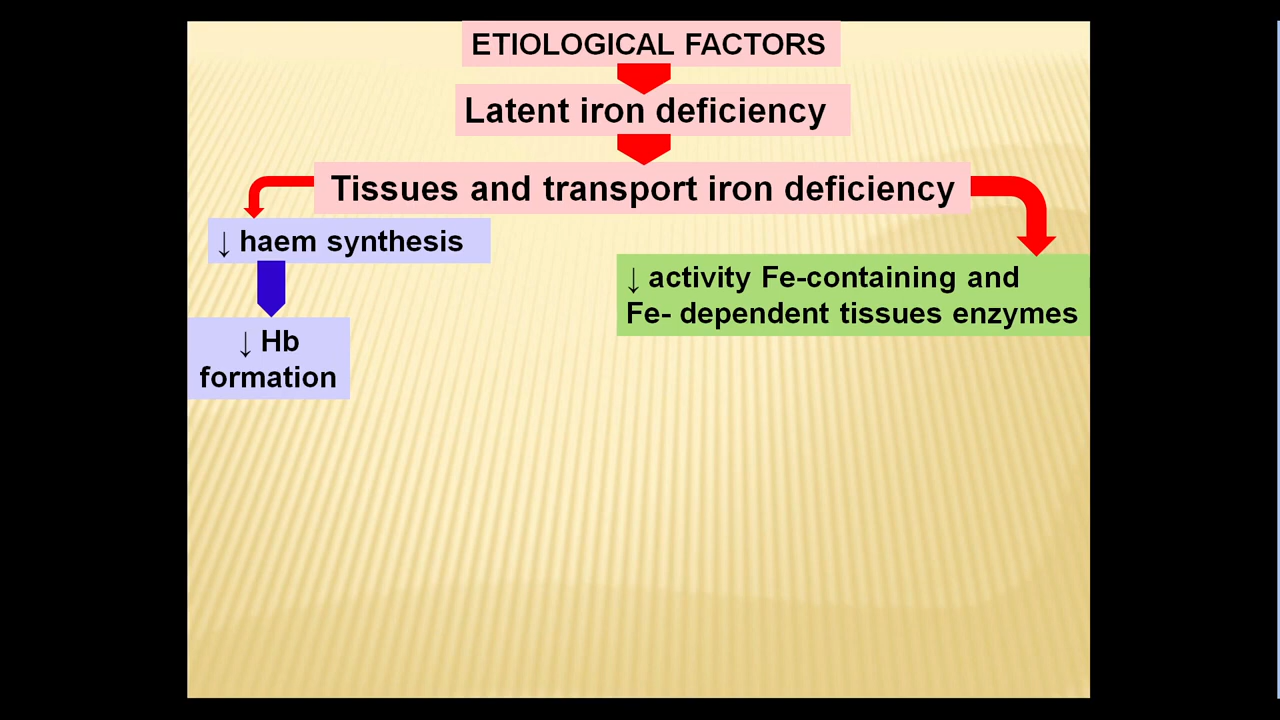 ETIOLOGICAL FACTORS
Latent iron deficiency
Tissues and transport iron deficiency
↓ haem synthesis
↓ activity Fe-containing and
Fe- dependent tissues enzymes
↓ Hb
formation